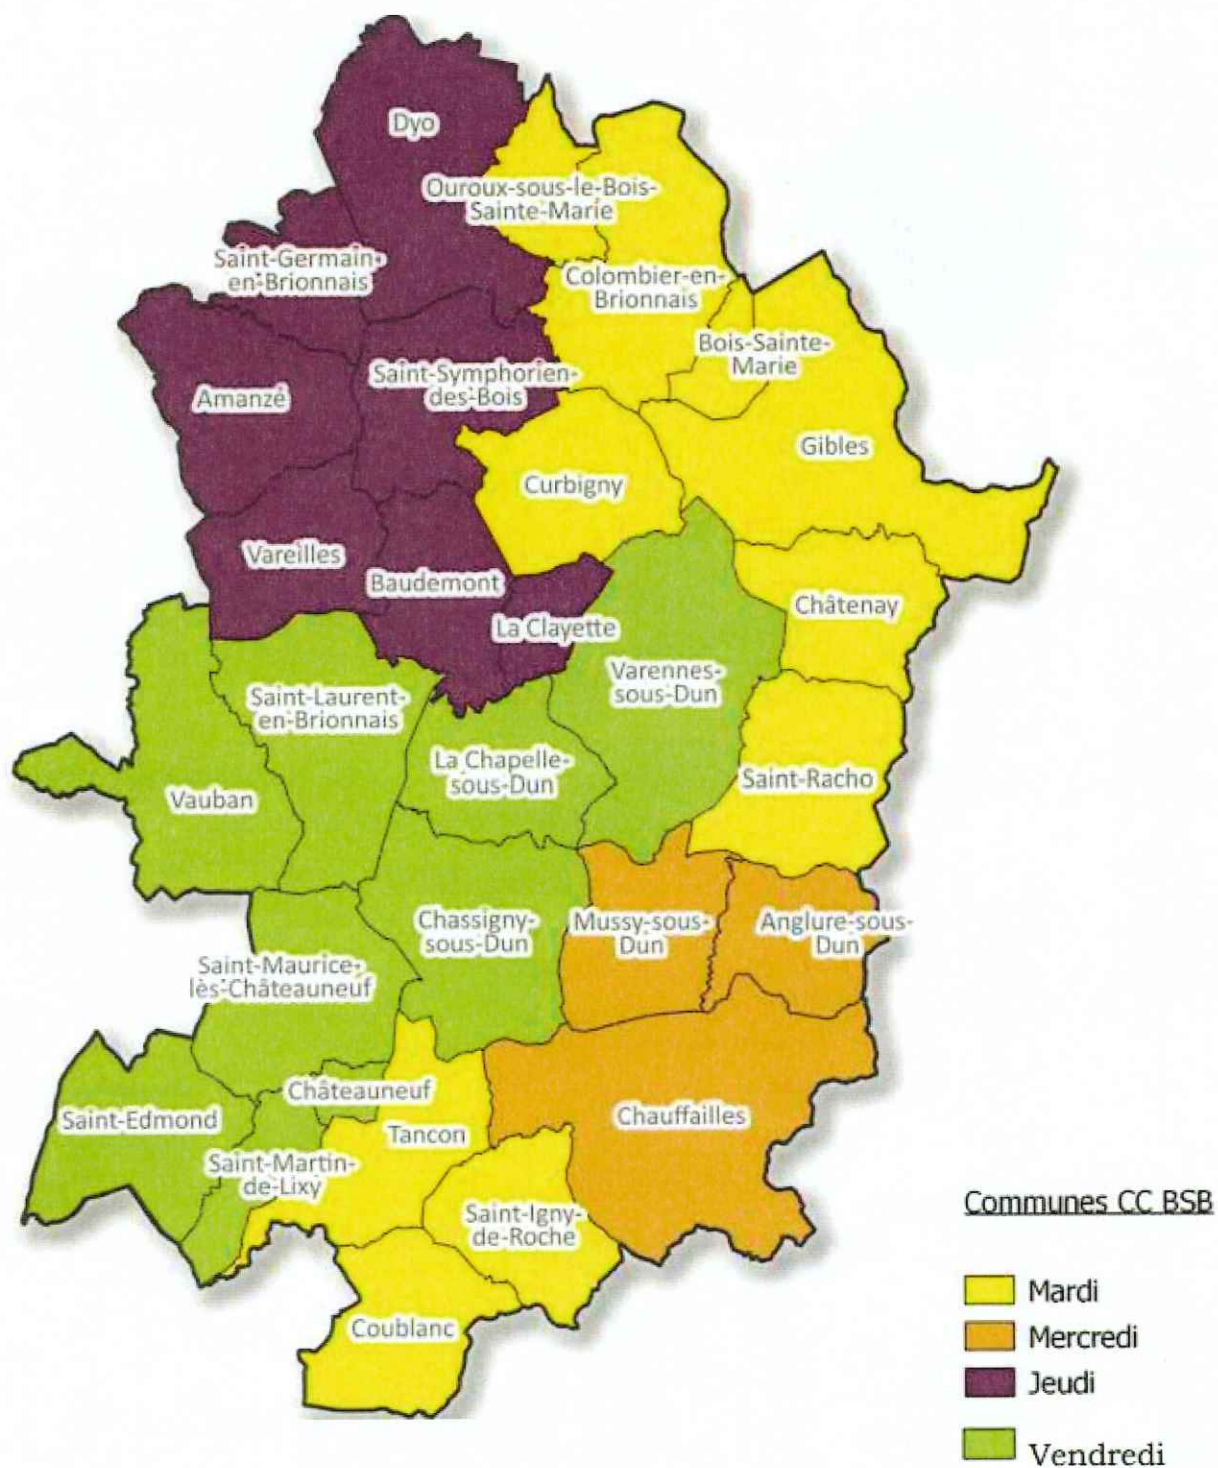 Dyo
Ouroux-sous-le-Bois-
Sainte-Marie
Saint-Germain-
en-Brionnais
Colombier-en-
Brionnais
Bois-Sainte-
Marie
Amanzé
Saint-Symphorien-
des-Bois
Gibles
Curbigny
Vareilles
Baudemont
La Clayette
Châtenay
Varennes-
sous-Dun
Saint-Laurent-
en-Brionnais
Vauban
La Chapelle-
sous-Dun
Saint-Racho
Chassigny-
sous-Dun
Mussy-sous-
Dun
Anglure-sous-
Dun
Saint-Maurice-
lès-Châteauneuf
Châteauneuf
Saint-Edmond
Tancon
Chauffailles
Saint-Martin-
de-Lixy
Saint-Igny-
de-Roche
Coublanc
Communes CC BSB
Mardi
Mercredi
Jeudi
Vendredi